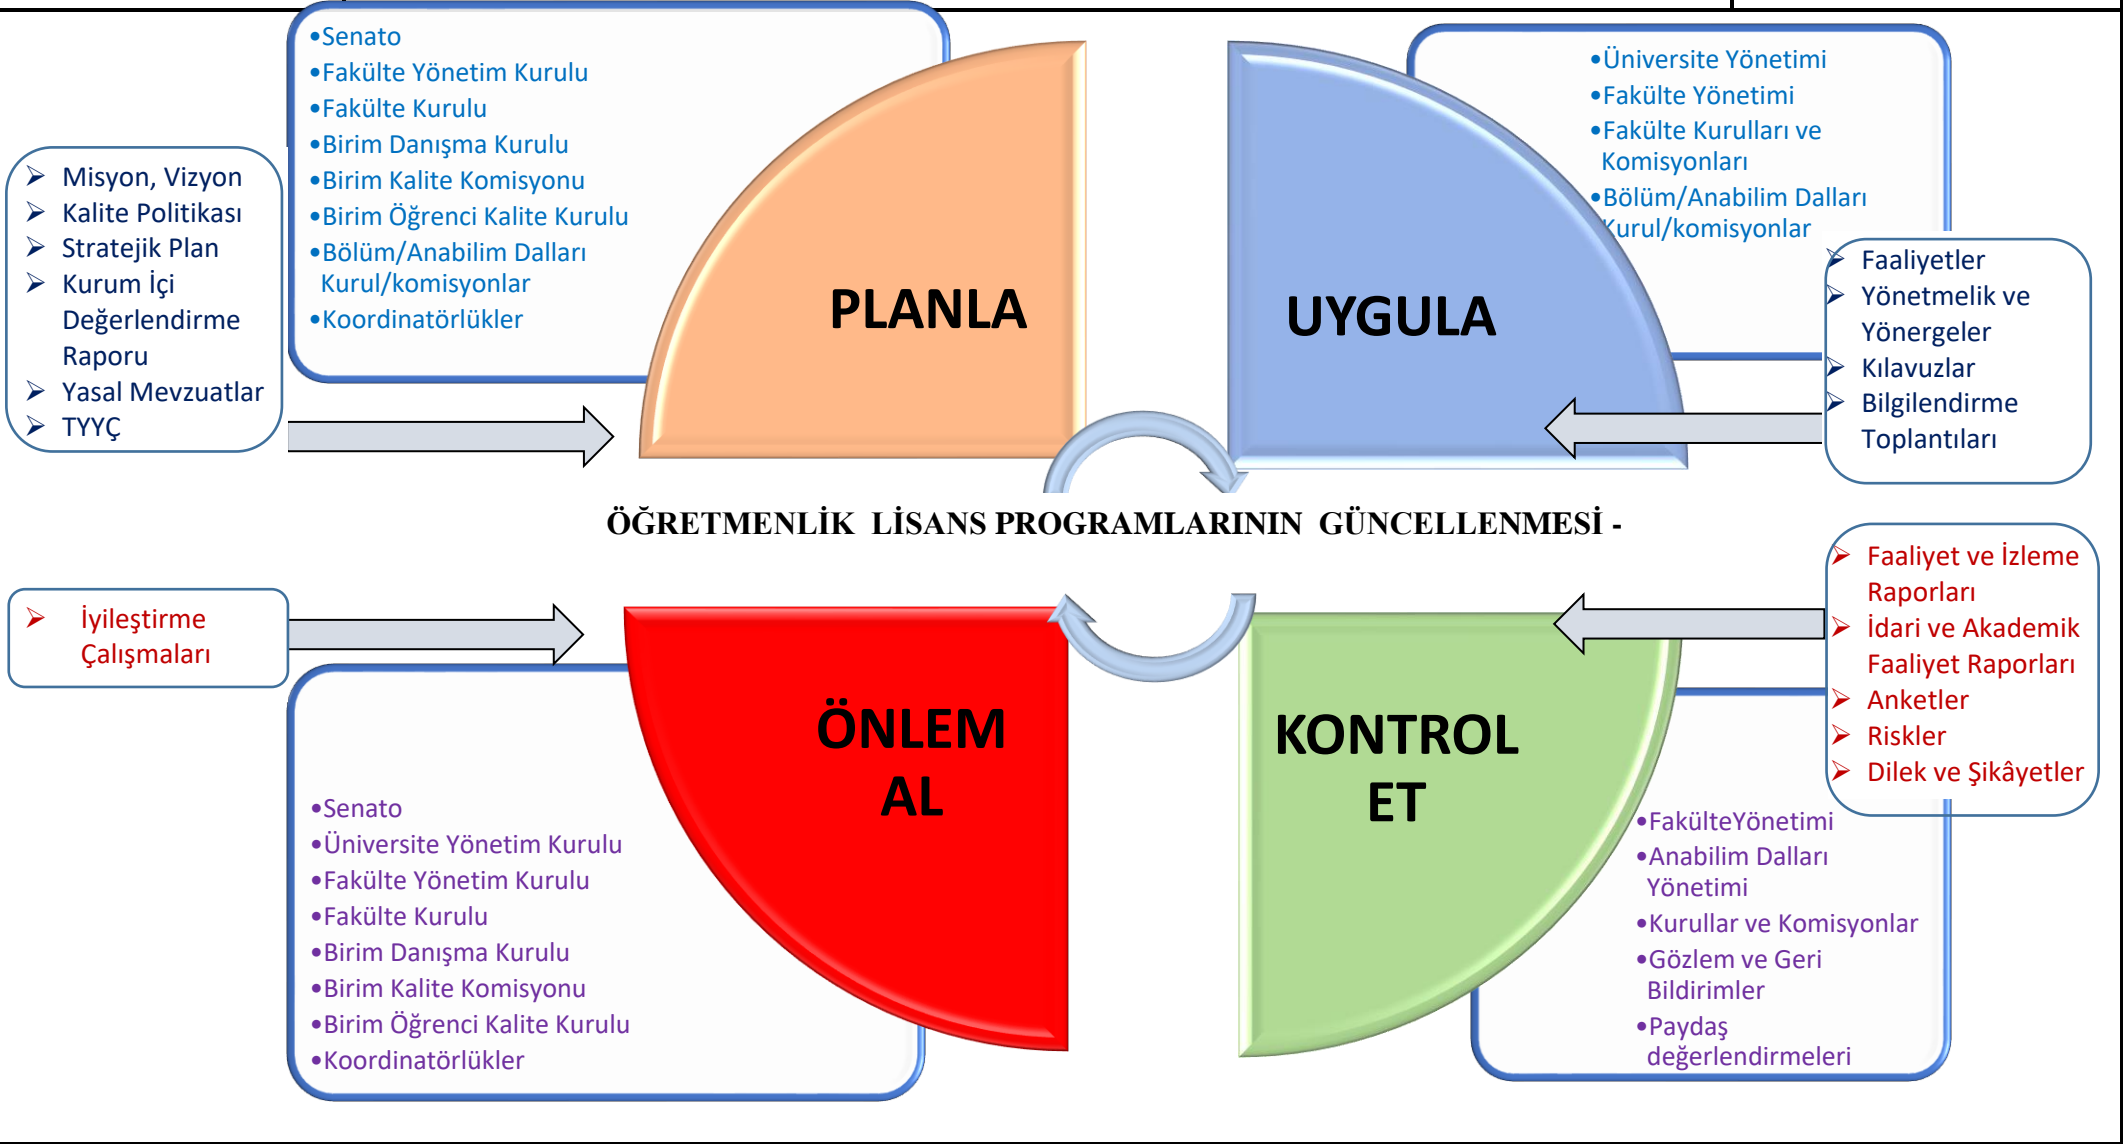 •Senato
•Fakülte Yönetim Kurulu
•Fakülte Kurulu
•Birim Danışma Kurulu
•Birim Kalite Komisyonu
•Birim Öğrenci Kalite Kurulu
•Bölüm/Anabilim Dalları
Kurul/komisyonlar
•Koordinatörlükler
➢ Misyon, Vizyon
➢ Kalite Politikası
➢ Stratejik Plan
➢ Kurum İçi
Değerlendirme
Raporu
➢ Yasal Mevzuatlar
➢ TYYÇ
PLANLA
UYGULA
•Üniversite Yönetimi
•Fakülte Yönetimi
•Fakülte Kurulları ve
Komisyonları
•Bölüm/Anabilim Dalları
Kurul/komisyonlar
➢ Faaliyetler
➢ Yönetmelik ve
Yönergeler
➢ Kılavuzlar
➢ Bilgilendirme
Toplantıları
ÖĞRETMENLİK LİSANS PROGRAMLARININ GÜNCELLENMESİ -
➢ İyileştirme
Çalışmaları
ÖNLEM
AL
•Senato
•Üniversite Yönetim Kurulu
•Fakülte Yönetim Kurulu
•Fakülte Kurulu
•Birim Danışma Kurulu
•Birim Kalite Komisyonu
•Birim Öğrenci Kalite Kurulu
•Koordinatörlükler
KONTROL
ET
➢ Faaliyet ve İzleme
Raporları
➢ İdari ve Akademik
Faaliyet Raporları
➢ Anketler
➢ Riskler
➢ Dilek ve Şikâyetler
•FakülteYönetimi
•Anabilim Dalları
Yönetimi
•Kurullar ve Komisyonlar
•Gözlem ve Geri
Bildirimler
•Paydaş
değerlendirmeleri